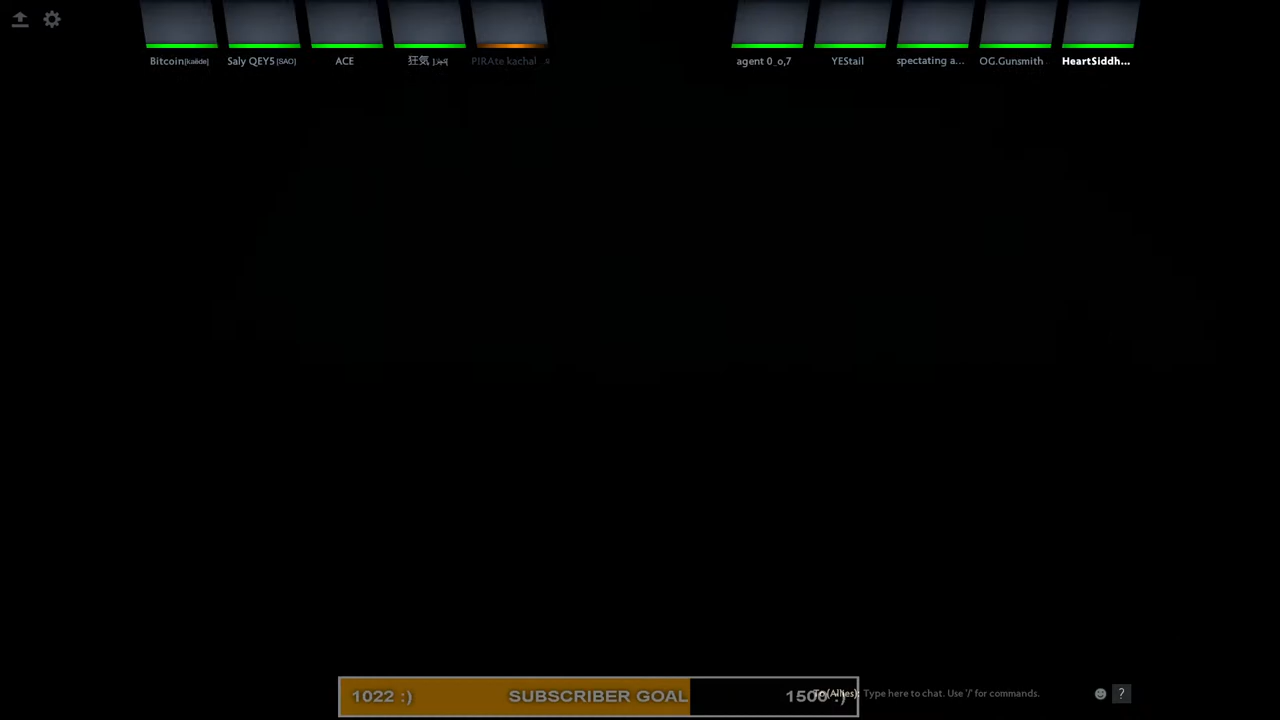 Bitcoin[kaiide]
Saly QEY5 [SAO]
ACE
狂気
PIRAte kachal
agent 0_o,7
YEStail
spectating a...
OG.Gunsmith
HeartSiddh...
1022 :)
SUBSCRIBER GOAL
1500 :)
To (Allies): Type here to chat. Use '/' for commands.
?